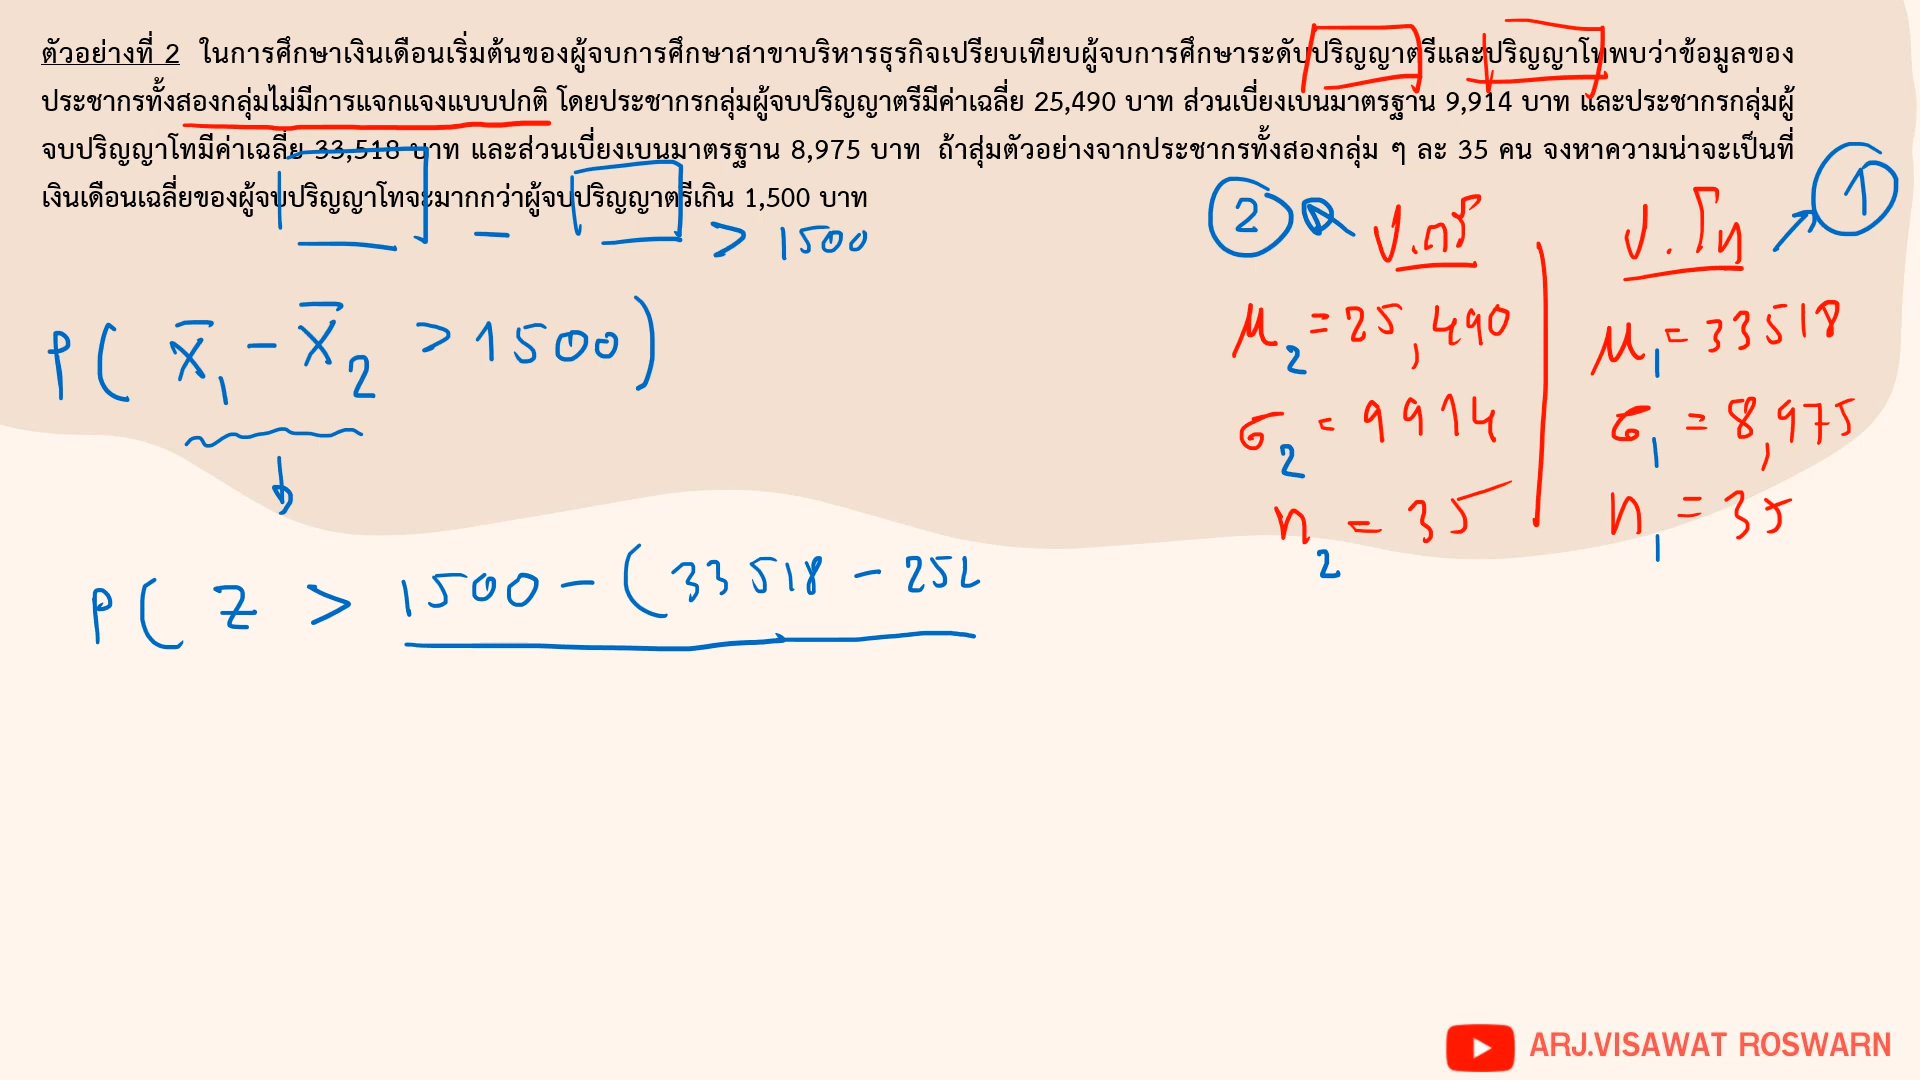 ตัวอย่างที่ 2 ในการศึกษาเงินเดือนเริ่มต้นของผู้จบการศึกษาสาขาบริหารธุรกิจเปรียบเทียบผู้จบการศึกษาระดับปริญญาตรีและปริญญาโทพบว่าข้อมูลของ
ประชากรทั้งสองกลุ่มไม่มีการแจกแจงแบบปกติ โดยประชากรกลุ่มผู้จบปริญญาตรีมีค่าเฉลี่ย 25,490 บาท ส่วนเบี่ยงเบนมาตรฐาน 9,914 บาท และประชากรกลุ่มผู้
จบปริญญาโทมีค่าเฉลี่ย 33,518 บาท และส่วนเบี่ยงเบนมาตรฐาน 8,975 บาท ถ้าสุ่มตัวอย่างจากประชากรทั้งสองกลุ่ม ๆ ละ 35 คน จงหาความน่าจะเป็นที่
เงินเดือนเฉลี่ยของผู้จบปริญญาโทจะมากกว่าผู้จบปริญญาตรีเกิน 1,500 บาท
− > 1500
② ป.ตรี ป.โท ①
P( x̄₁ − x̄₂ > 1500)
μ₂ = 25,490 μ₁ = 33518
σ₂ = 9914 σ₁ = 8,975
n₂ = 35 n₁ = 35
P( Z > 1500 − (33518 − 25
ARJ.VISAWAT ROSWARN